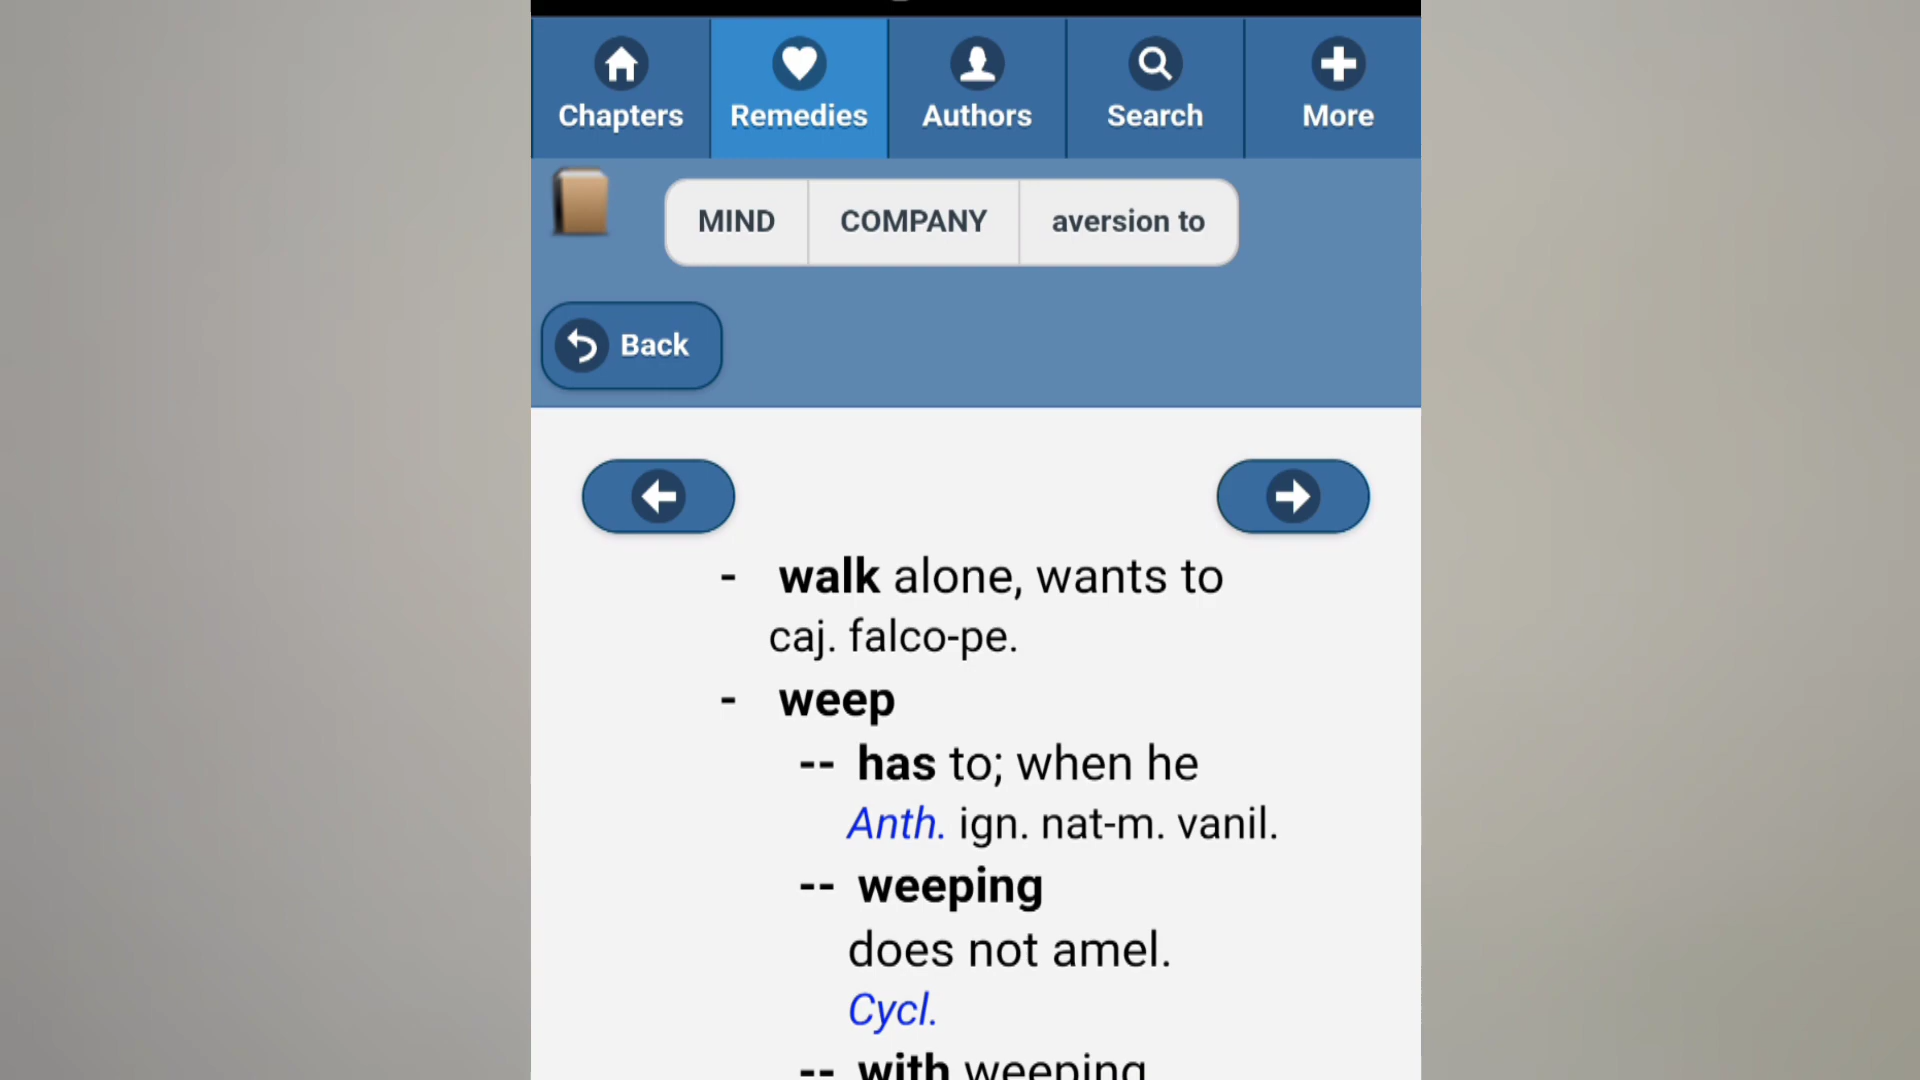 Chapters Remedies Authors Search More
MIND COMPANY aversion to
Back
- walk alone, wants to
caj. falco-pe.
- weep
-- has to; when he
Anth. ign. nat-m. vanil.
-- weeping
does not amel.
Cycl.
-- with weeping